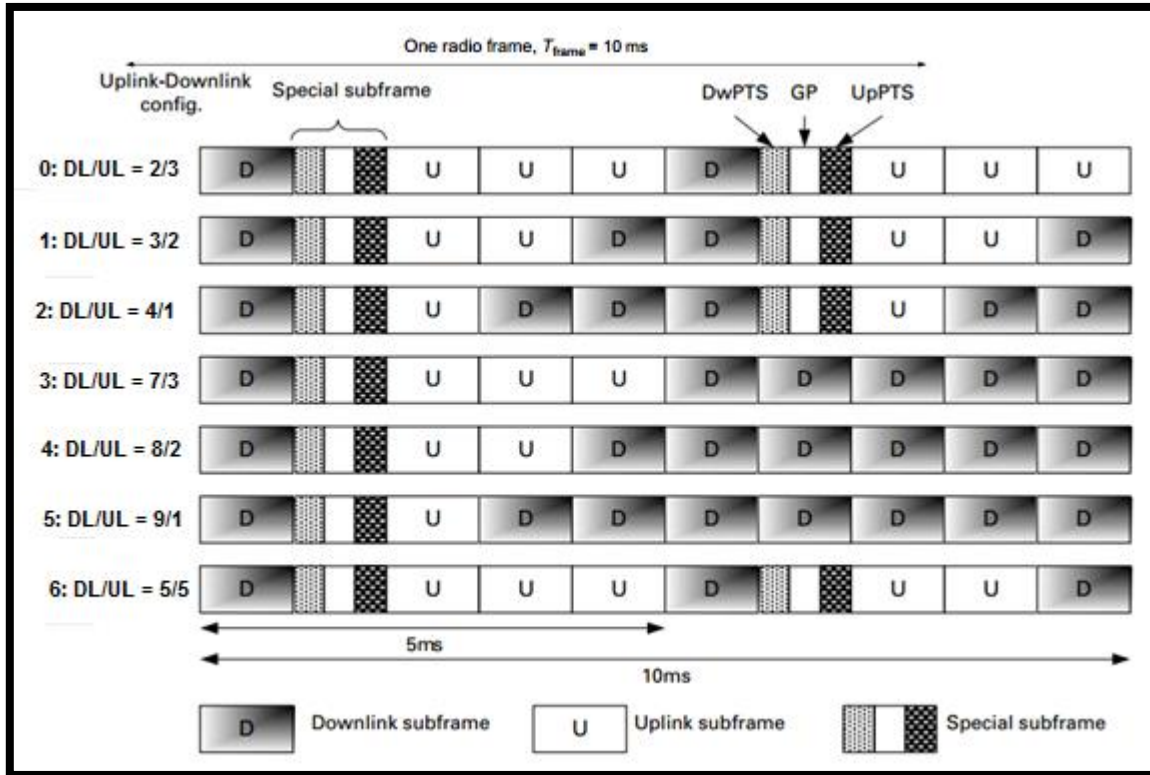 One radio frame, Tframe = 10 ms
Uplink-Downlink
config.
Special subframe
DwPTS GP UpPTS
0: DL/UL = 2/3 D U U U D U U U
1: DL/UL = 3/2 D U U D D U U D
2: DL/UL = 4/1 D U D D D U D D
3: DL/UL = 7/3 D U U U D D D D D
4: DL/UL = 8/2 D U U D D D D D D
5: DL/UL = 9/1 D U D D D D D D D
6: DL/UL = 5/5 D U U U D U U D
5ms
10ms
D Downlink subframe U Uplink subframe Special subframe